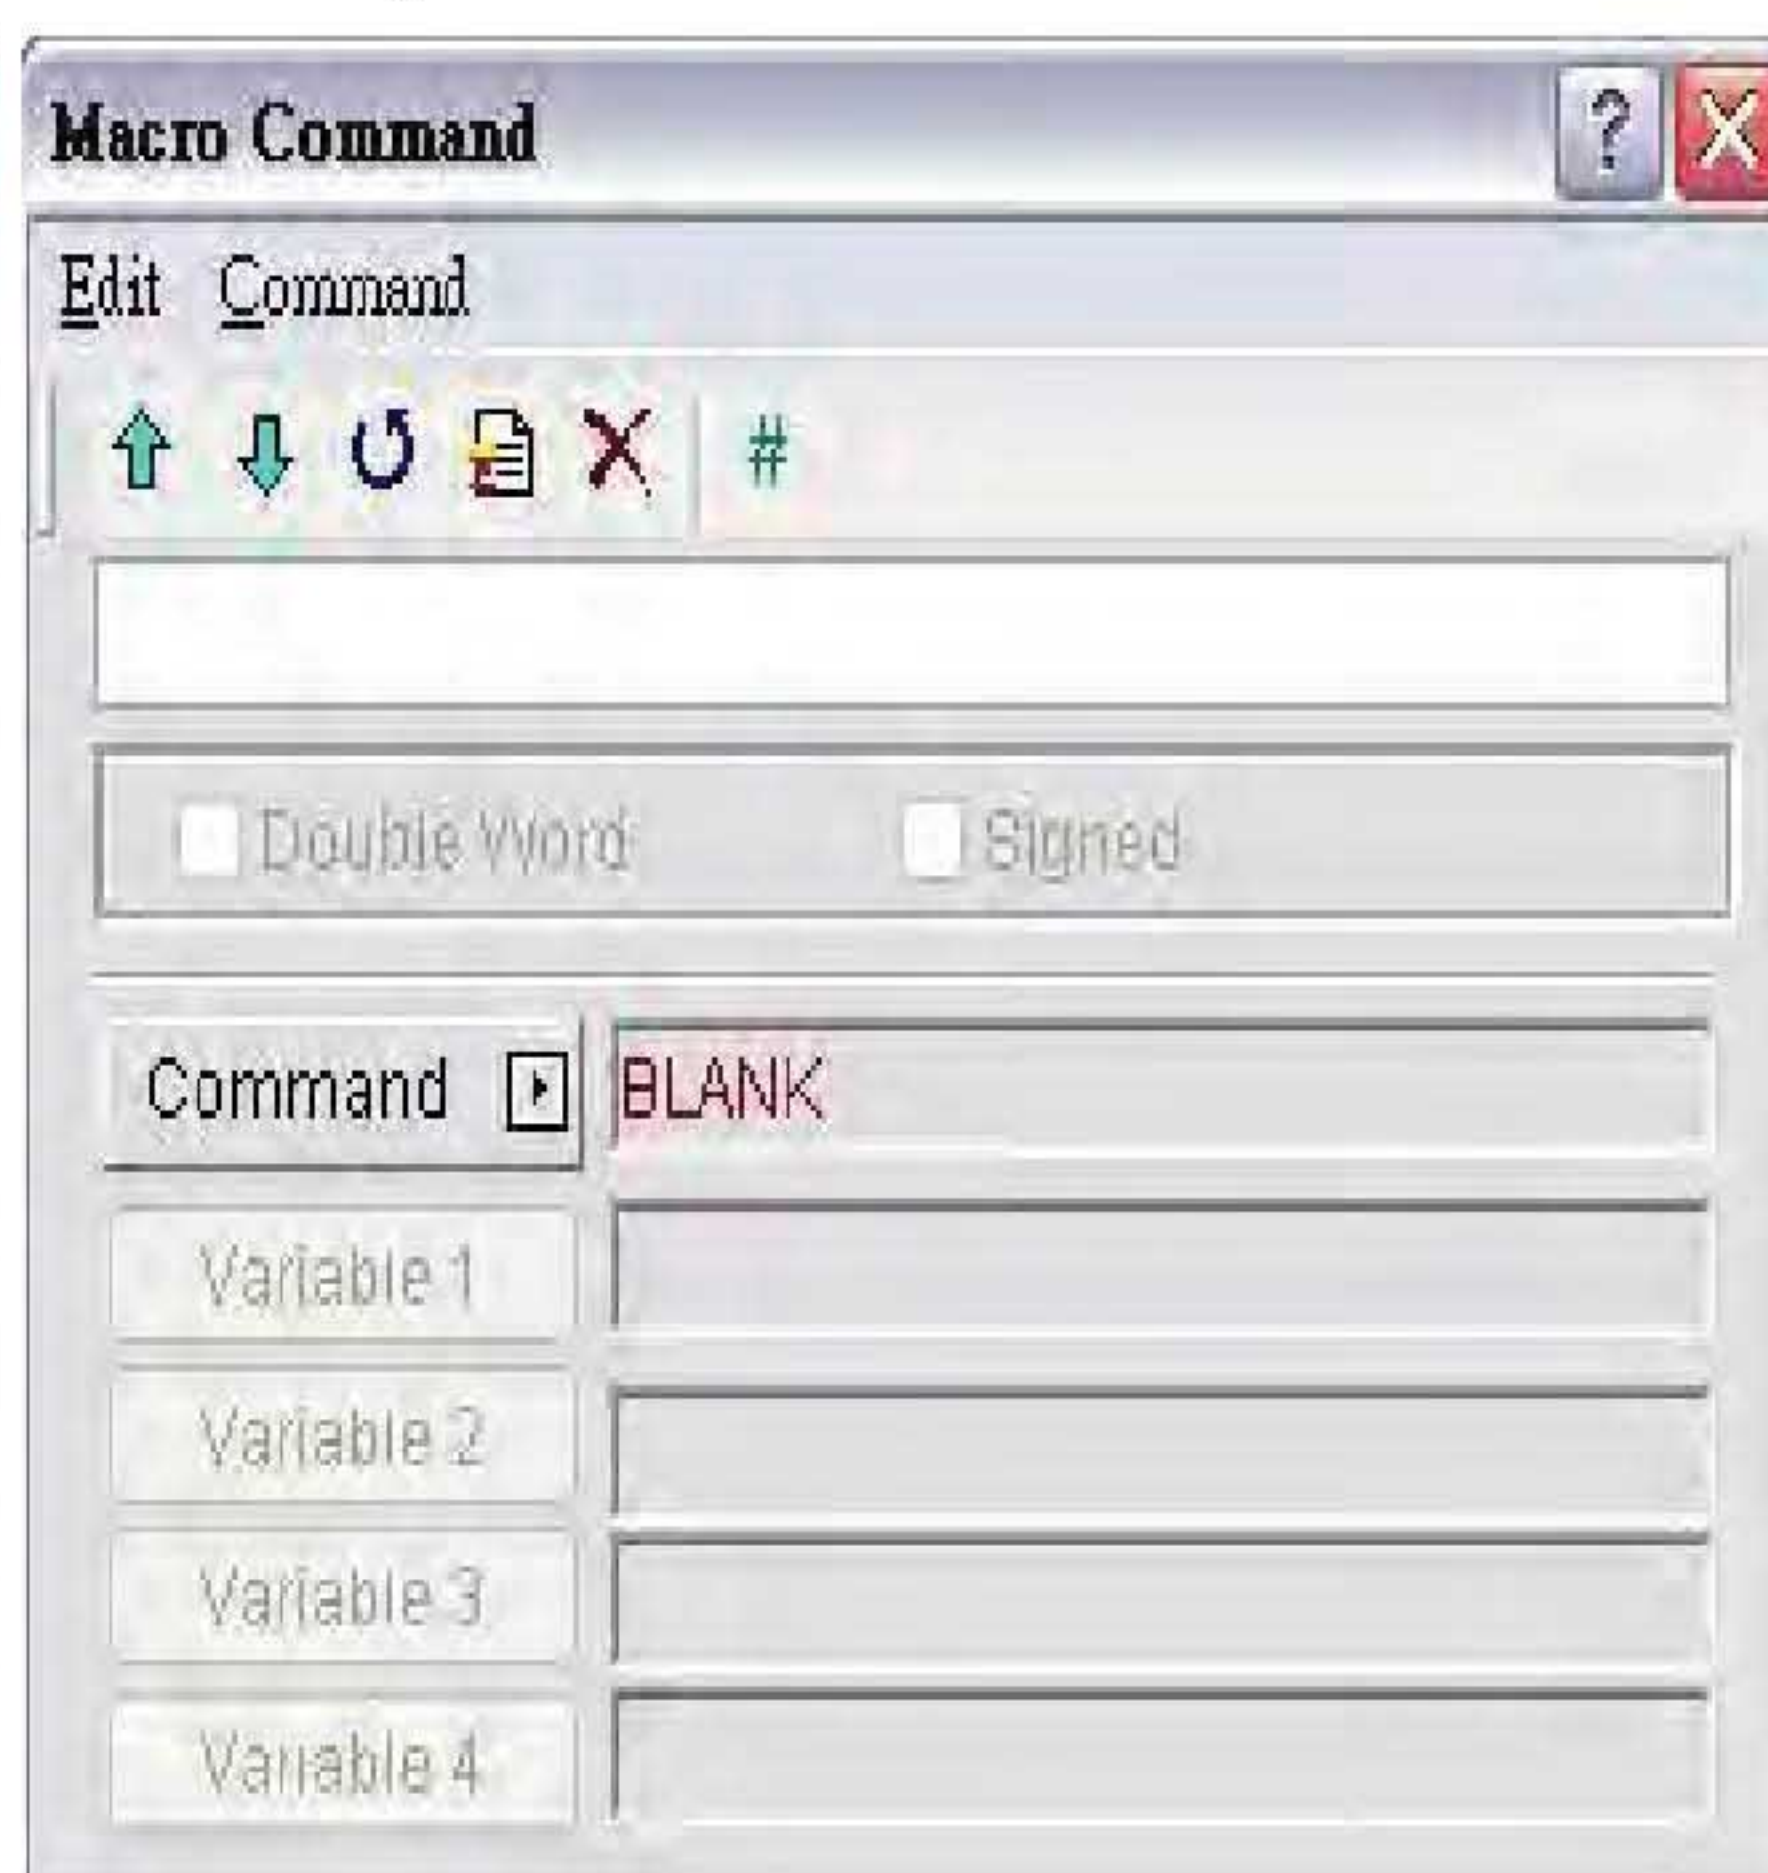 Macro Command
Edit Command
#
Double Word Signed
Command BLANK
Variable 1
Variable 2
Variable 3
Variable 4